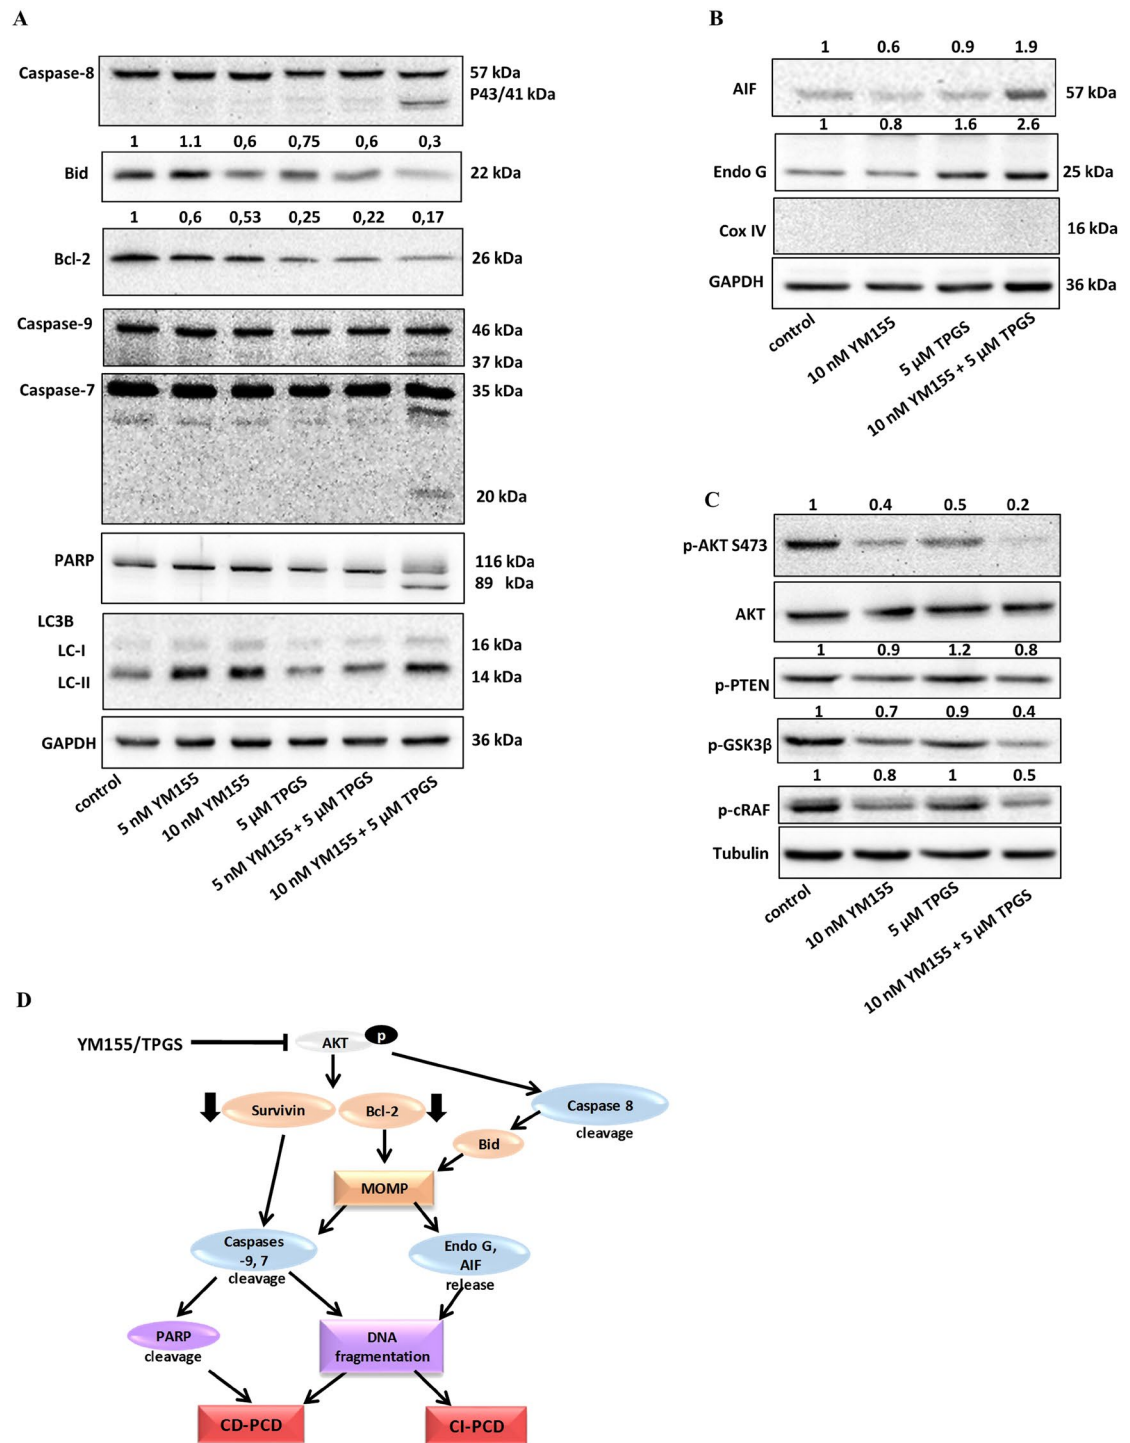 A
Caspase-8
57 kDa
P43/41 kDa
1 1.1 0,6 0,75 0,6 0,3
Bid
22 kDa
1 0,6 0,53 0,25 0,22 0,17
Bcl-2
26 kDa
Caspase-9
46 kDa
37 kDa
Caspase-7
35 kDa
20 kDa
PARP
116 kDa
89 kDa
LC3B
LC-I
16 kDa
LC-II
14 kDa
GAPDH
36 kDa
control
5 nM YM155
10 nM YM155
5 µM TPGS
5 nM YM155 + 5 µM TPGS
10 nM YM155 + 5 µM TPGS
B
1 0.6 0.9 1.9
AIF
57 kDa
1 0.8 1.6 2.6
Endo G
25 kDa
Cox IV
16 kDa
GAPDH
36 kDa
control
10 nM YM155
5 µM TPGS
10 nM YM155 + 5 µM TPGS
C
1 0.4 0.5 0.2
p-AKT S473
AKT
1 0.9 1.2 0.8
p-PTEN
1 0.7 0.9 0.4
p-GSK3β
1 0.8 1 0.5
p-cRAF
Tubulin
control
10 nM YM155
5 µM TPGS
10 nM YM155 + 5 µM TPGS
D
YM155/TPGS
AKT
p
Survivin
Bcl-2
Caspase 8
cleavage
Bid
MOMP
Caspases
-9, 7
cleavage
Endo G,
AIF
release
PARP
cleavage
DNA
fragmentation
CD-PCD
CI-PCD